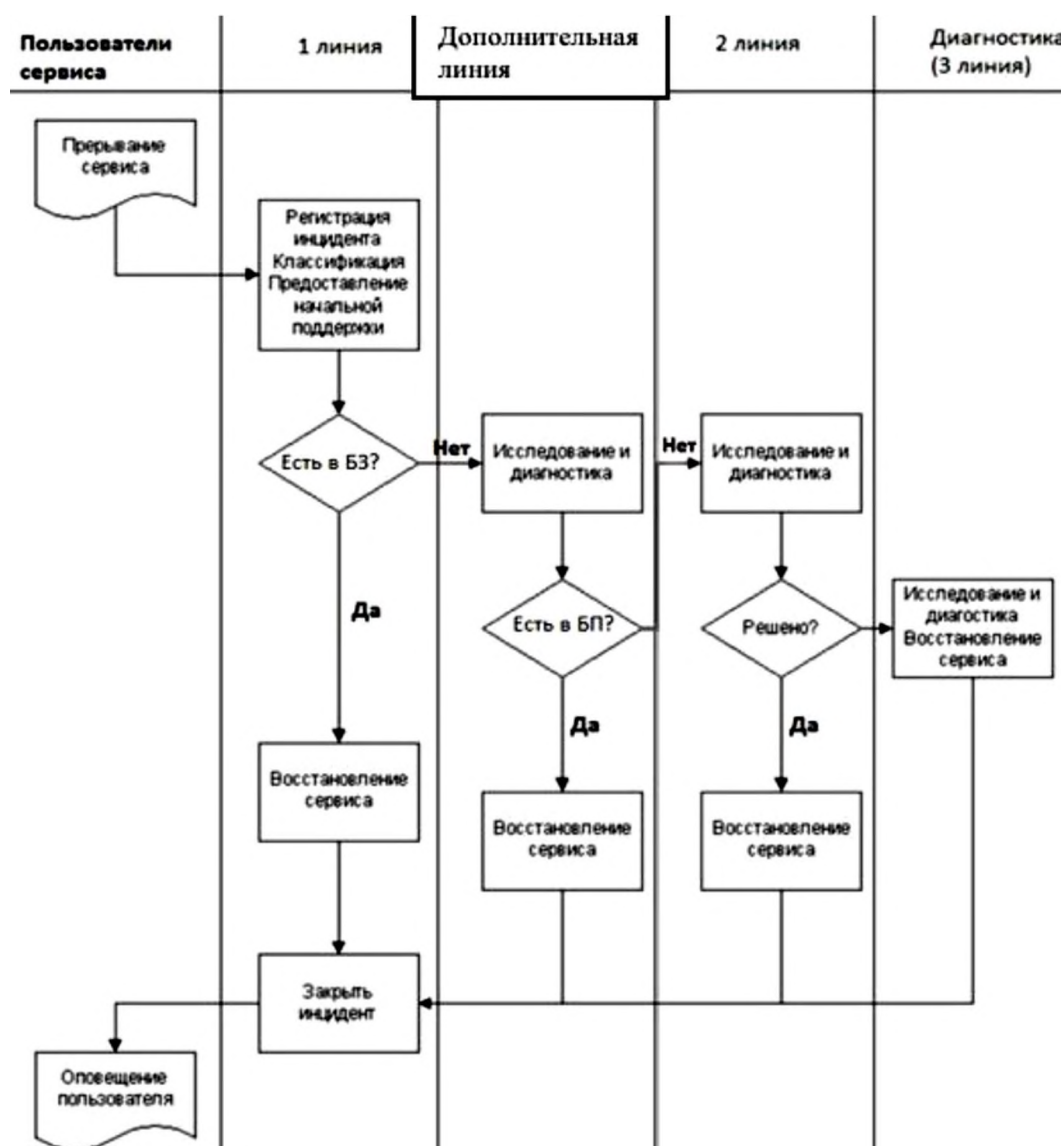 Пользователи
сервиса
1 линия
Дополнительная
линия
2 линия
Диагностика
(3 линия)
Прерывание
сервиса
Регистрация
инцидента
Классификация
Предоставление
начальной
поддержки
Есть в БЗ?
Нет
Исследование и
диагностика
Нет
Исследование и
диагностика
Да
Есть в БП?
Решено?
Исследование и
диагостика
Восстановление
сервиса
Да
Да
Восстановление
сервиса
Восстановление
сервиса
Восстановление
сервиса
Закрыть
инцидент
Оповещение
пользователя